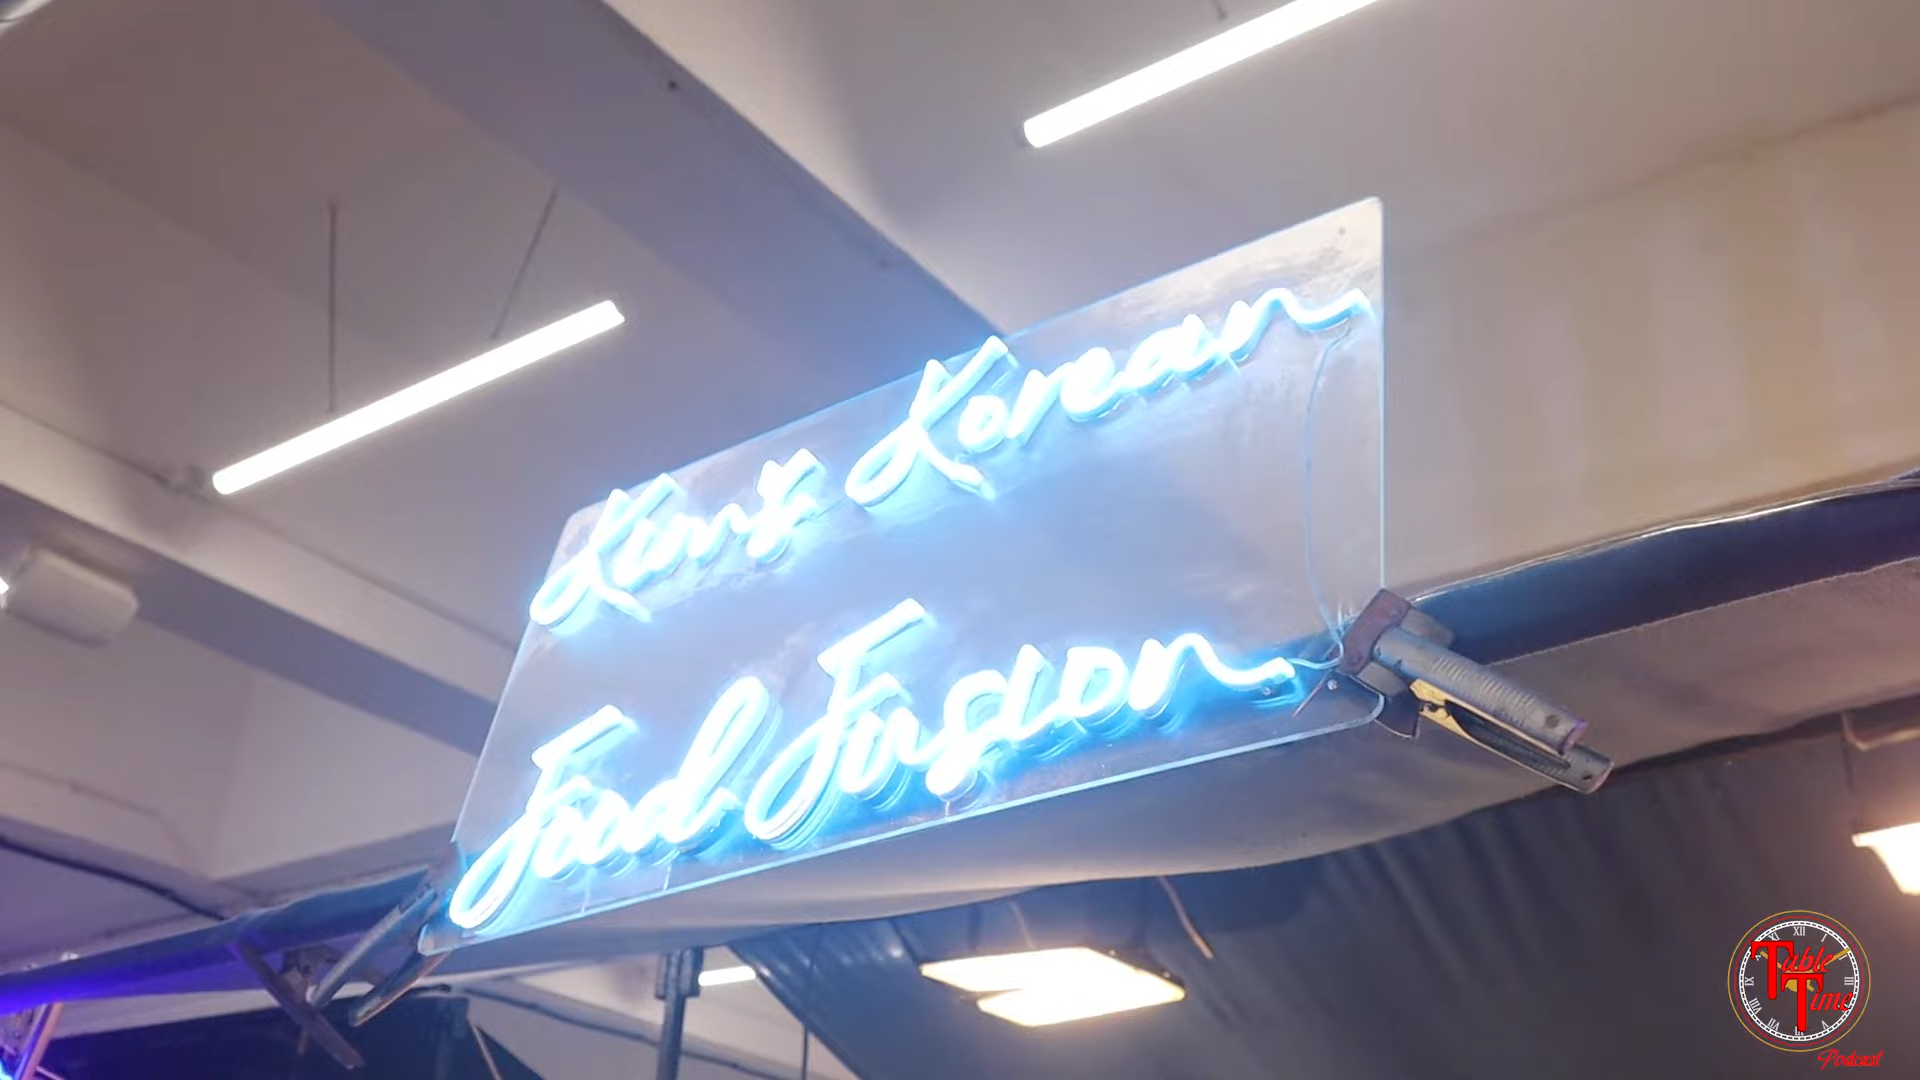 Kim's Korean
Food Fusion
Table
Time
Podcast